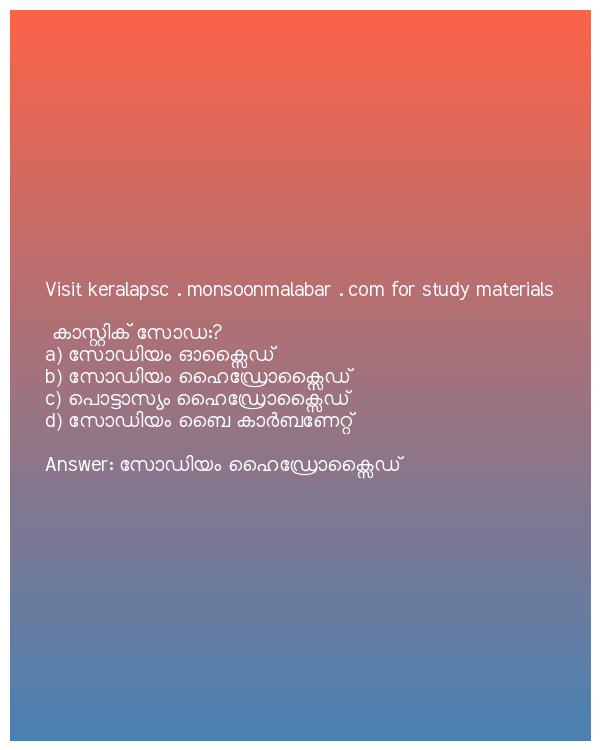 Visit keralapsc . monsoonmalabar . com for study materials
കാസ്റ്റിക് സോഡഃ?
a) സോഡിയം ഓക്സൈഡ്
b) സോഡിയം ഹൈഡ്രോക്സൈഡ്
c) പൊട്ടാസ്യം ഹൈഡ്രോക്സൈഡ്
d) സോഡിയം ബൈ കാർബണേറ്റ്
Answer: സോഡിയം ഹൈഡ്രോക്സൈഡ്